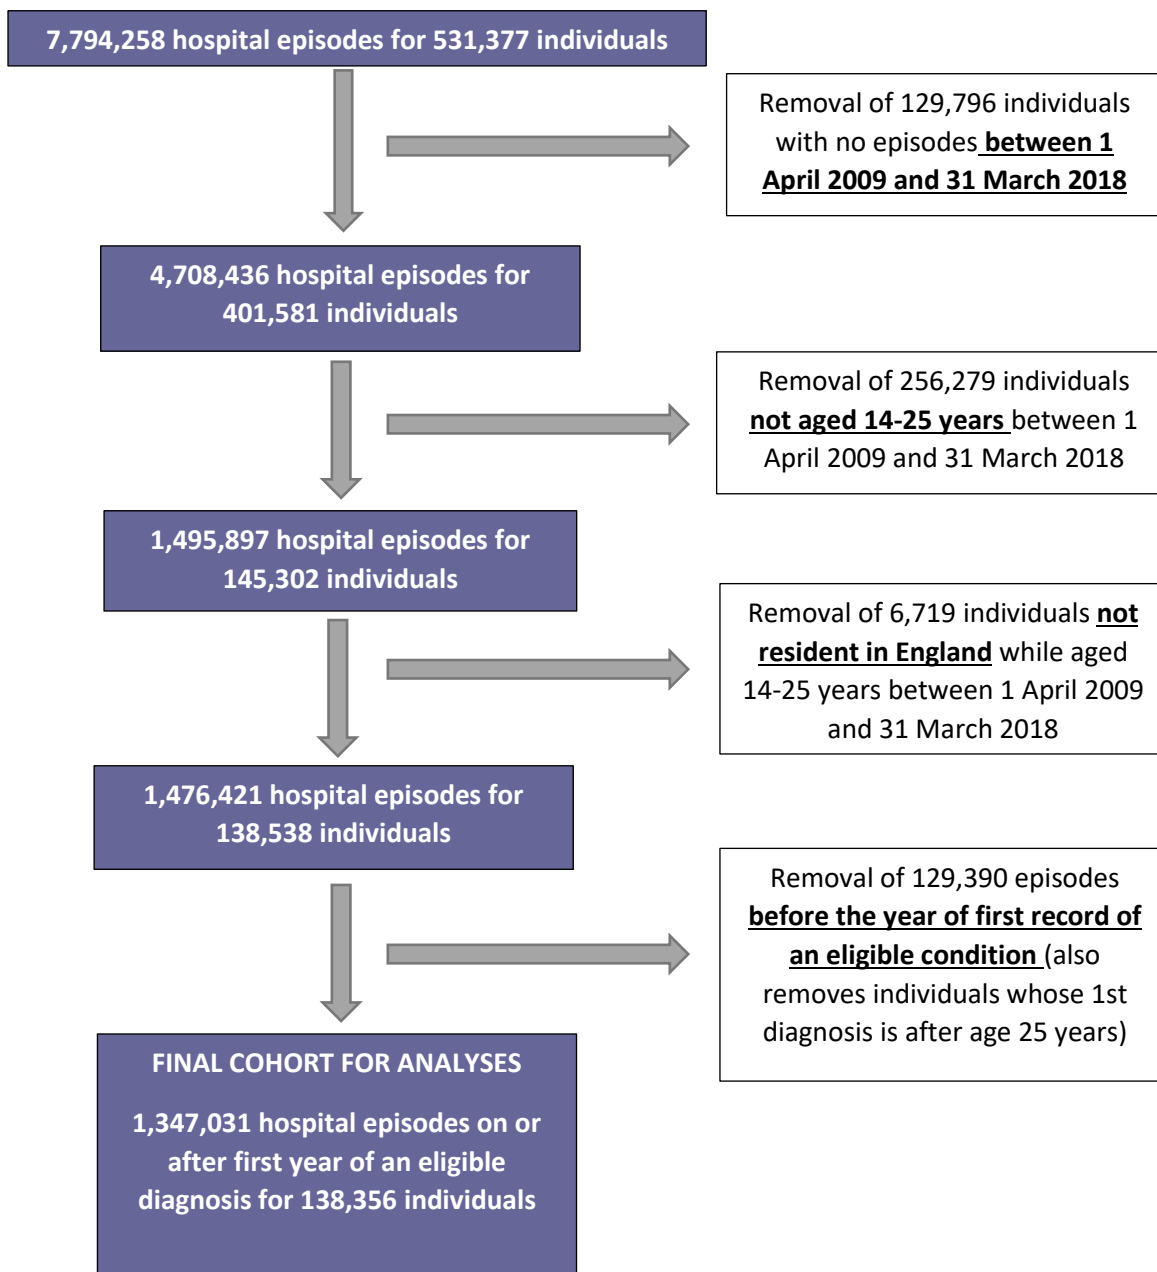 7,794,258 hospital episodes for 531,377 individuals
Removal of 129,796 individuals
with no episodes between 1
April 2009 and 31 March 2018
4,708,436 hospital episodes for
401,581 individuals
Removal of 256,279 individuals
not aged 14-25 years between 1
April 2009 and 31 March 2018
1,495,897 hospital episodes for
145,302 individuals
Removal of 6,719 individuals not
resident in England while aged
14-25 years between 1 April 2009
and 31 March 2018
1,476,421 hospital episodes for
138,538 individuals
Removal of 129,390 episodes
before the year of first record of
an eligible condition (also
removes individuals whose 1st
diagnosis is after age 25 years)
FINAL COHORT FOR ANALYSES
1,347,031 hospital episodes on or
after first year of an eligible
diagnosis for 138,356 individuals